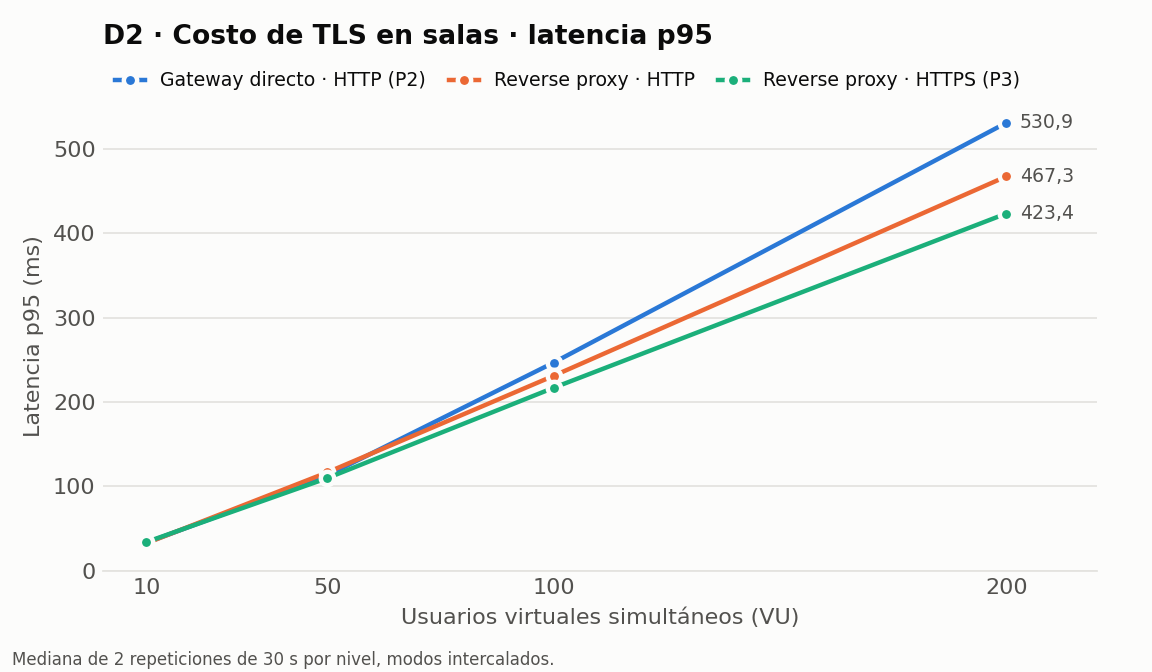 D2 · Costo de TLS en salas · latencia p95
Gateway directo · HTTP (P2) Reverse proxy · HTTP Reverse proxy · HTTPS (P3)
530,9
500
467,3
423,4
400
300
200
100
0
Latencia p95 (ms)
10 50 100 200
Usuarios virtuales simultáneos (VU)
Mediana de 2 repeticiones de 30 s por nivel, modos intercalados.